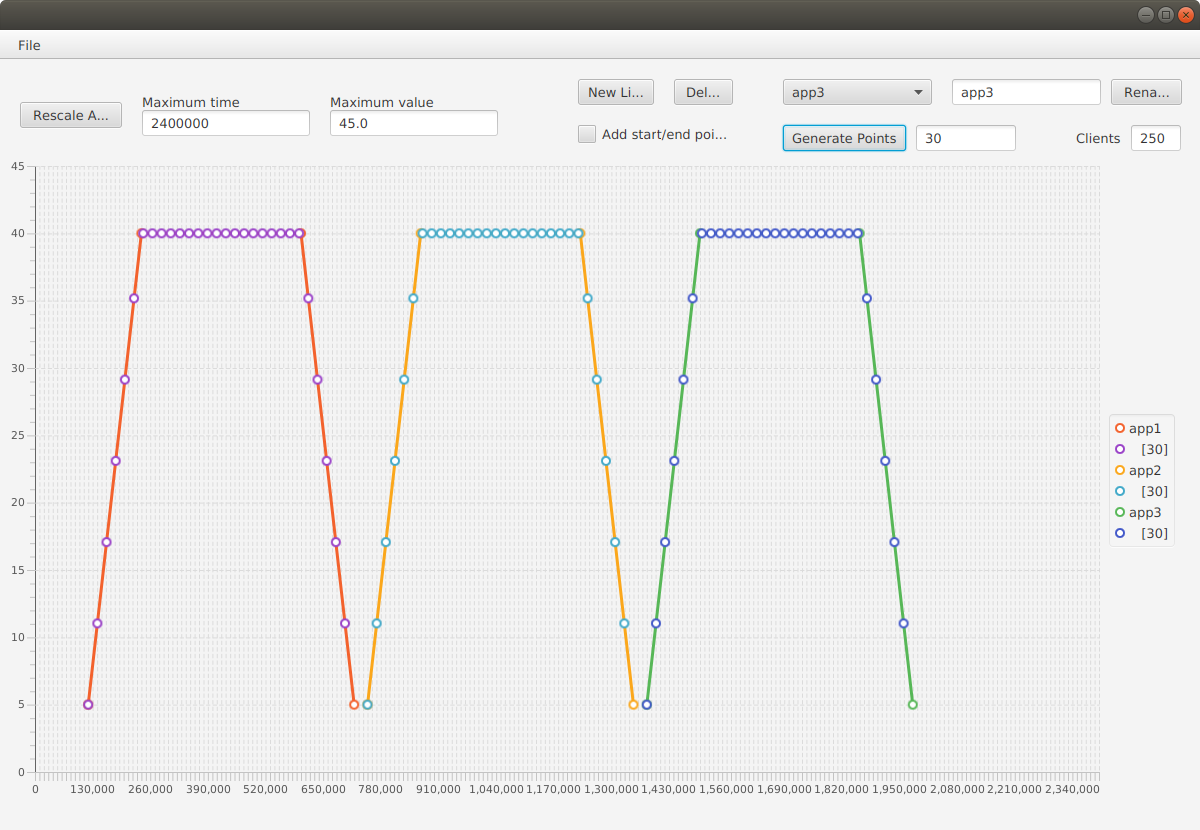 File
Rescale A...
Maximum time
2400000
Maximum value
45.0
New Li...
Del...
app3
app3
Rena...
Add start/end poi...
Generate Points
30
Clients
250
45
40
35
30
25
20
15
10
5
0
0 130,000 260,000 390,000 520,000 650,000 780,000 910,000 1,040,000 1,170,000 1,300,000 1,430,000 1,560,000 1,690,000 1,820,000 1,950,000 2,080,000 2,210,000 2,340,000
app1
[30]
app2
[30]
app3
[30]